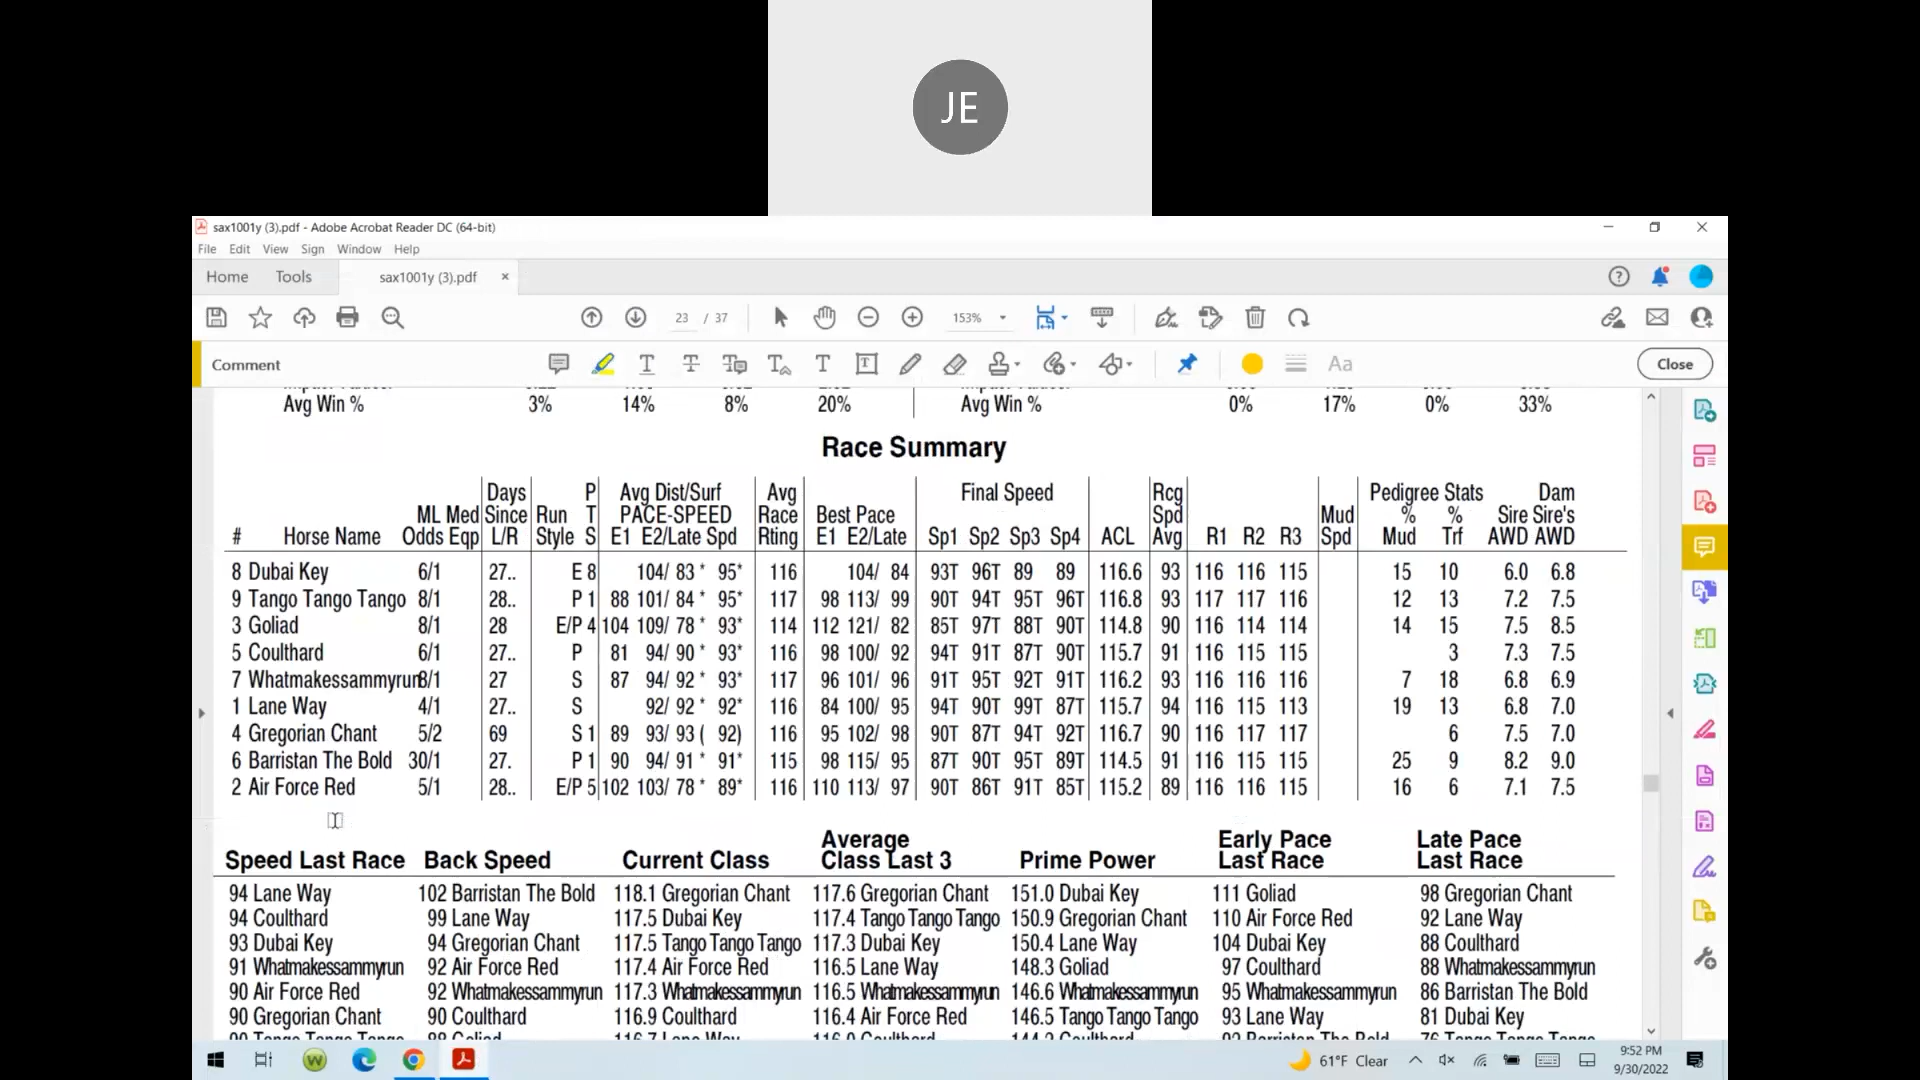 JE
sax1001y (3).pdf - Adobe Acrobat Reader DC (64-bit)
File Edit View Sign Window Help
Home Tools sax1001y (3).pdf ×
23 / 37 153%
Comment T T T T T Aa Close
Avg Win % 3% 14% 8% 20% Avg Win % 0% 17% 0% 33%
Race Summary
Days P Avg Dist/Surf Avg Final Speed Rcg Pedigree Stats Dam
ML Med Since Run T PACE-SPEED Race Best Pace Spd Mud % % Sire Sire's
# Horse Name Odds Eqp L/R Style S E1 E2/Late Spd Rting E1 E2/Late Sp1 Sp2 Sp3 Sp4 ACL Avg R1 R2 R3 Spd Mud Trf AWD AWD
8 Dubai Key 6/1 27.. E 8 104/ 83 * 95* 116 104/ 84 93T 96T 89 89 116.6 93 116 116 115 15 10 6.0 6.8
9 Tango Tango Tango 8/1 28.. P 1 88 101/ 84 * 95* 117 98 113/ 99 90T 94T 95T 96T 116.8 93 117 117 116 12 13 7.2 7.5
3 Goliad 8/1 28 E/P 4 104 109/ 78 * 93* 114 112 121/ 82 85T 97T 88T 90T 114.8 90 116 114 114 14 15 7.5 8.5
5 Coulthard 6/1 27.. P 81 94/ 90 * 93* 116 98 100/ 92 94T 91T 87T 90T 115.7 91 116 115 115 3 7.3 7.5
7 Whatmakessammyrun 8/1 27 S 87 94/ 92 * 93* 117 96 101/ 96 91T 95T 92T 91T 116.2 93 116 116 116 7 18 6.8 6.9
1 Lane Way 4/1 27.. S 92/ 92 * 92* 116 84 100/ 95 94T 90T 99T 87T 115.7 94 116 115 113 19 13 6.8 7.0
4 Gregorian Chant 5/2 69 S 1 89 93/ 93 ( 92) 116 95 102/ 98 90T 87T 94T 92T 116.7 90 116 117 117 6 7.5 7.0
6 Barristan The Bold 30/1 27. P 1 90 94/ 91 * 91* 115 98 115/ 95 87T 90T 95T 89T 114.5 91 116 115 115 25 9 8.2 9.0
2 Air Force Red 5/1 28.. E/P 5 102 103/ 78 * 89* 116 110 113/ 97 90T 86T 91T 85T 115.2 89 116 116 115 16 6 7.1 7.5
Average Early Pace Late Pace
Speed Last Race Back Speed Current Class Class Last 3 Prime Power Last Race Last Race
94 Lane Way 102 Barristan The Bold 118.1 Gregorian Chant 117.6 Gregorian Chant 151.0 Dubai Key 111 Goliad 98 Gregorian Chant
94 Coulthard 99 Lane Way 117.5 Dubai Key 117.4 Tango Tango Tango 150.9 Gregorian Chant 110 Air Force Red 92 Lane Way
93 Dubai Key 94 Gregorian Chant 117.5 Tango Tango Tango 117.3 Dubai Key 150.4 Lane Way 104 Dubai Key 88 Coulthard
91 Whatmakessammyrun 92 Air Force Red 117.4 Air Force Red 116.5 Lane Way 148.3 Goliad 97 Coulthard 88 Whatmakessammyrun
90 Air Force Red 92 Whatmakessammyrun 117.3 Whatmakessammyrun 116.5 Whatmakessammyrun 146.6 Whatmakessammyrun 95 Whatmakessammyrun 86 Barristan The Bold
90 Gregorian Chant 90 Coulthard 116.9 Coulthard 116.4 Air Force Red 146.5 Tango Tango Tango 93 Lane Way 81 Dubai Key
61°F Clear 9:52 PM
9/30/2022